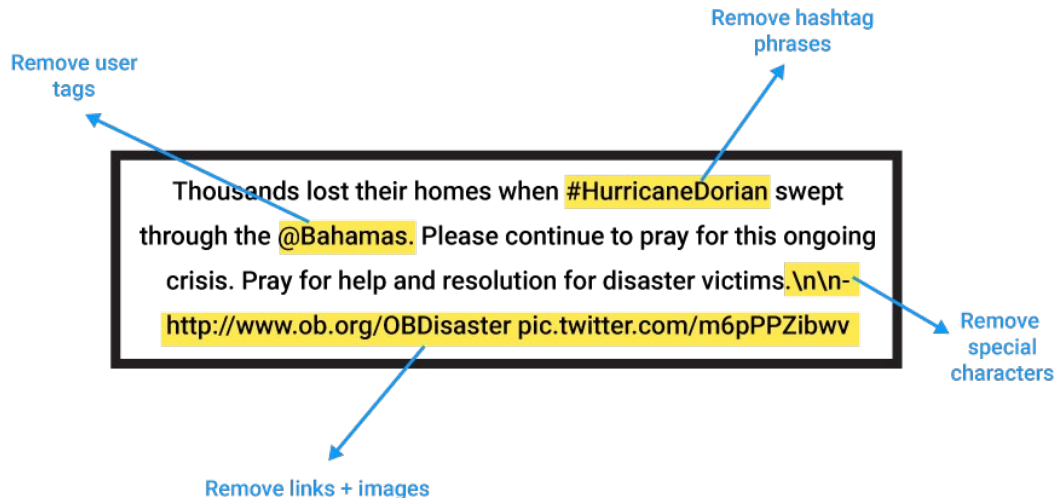 Remove hashtag
phrases
Remove user
tags
Thousands lost their homes when #HurricaneDorian swept
through the @Bahamas. Please continue to pray for this ongoing
crisis. Pray for help and resolution for disaster victims.\n\n-
http://www.ob.org/OBDisaster pic.twitter.com/m6pPPZibwv
Remove
special
characters
Remove links + images